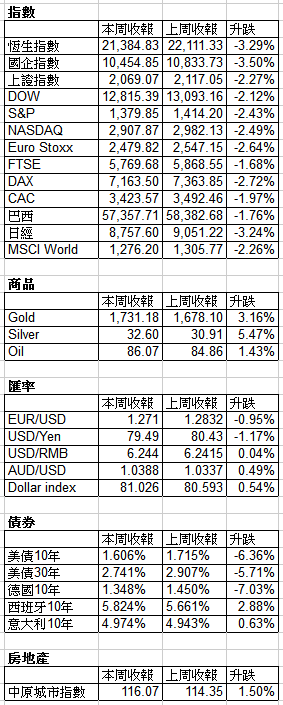 指數
本周收報 上周收報 升跌
恆生指數 21,384.83 22,111.33 -3.29%
國企指數 10,454.85 10,833.73 -3.50%
上證指數 2,069.07 2,117.05 -2.27%
DOW 12,815.39 13,093.16 -2.12%
S&P 1,379.85 1,414.20 -2.43%
NASDAQ 2,907.87 2,982.13 -2.49%
Euro Stoxx 2,479.82 2,547.15 -2.64%
FTSE 5,769.68 5,868.55 -1.68%
DAX 7,163.50 7,363.85 -2.72%
CAC 3,423.57 3,492.46 -1.97%
巴西 57,357.71 58,382.68 -1.76%
日經 8,757.60 9,051.22 -3.24%
MSCI World 1,276.20 1,305.77 -2.26%
商品
本周收報 上周收報 升跌
Gold 1,731.18 1,678.10 3.16%
Silver 32.60 30.91 5.47%
Oil 86.07 84.86 1.43%
匯率
本周收報 上周收報 升跌
EUR/USD 1.271 1.2832 -0.95%
USD/Yen 79.49 80.43 -1.17%
USD/RMB 6.244 6.2415 0.04%
AUD/USD 1.0388 1.0337 0.49%
Dollar index 81.026 80.593 0.54%
債券
本周收報 上周收報 升跌
美債10年 1.606% 1.715% -6.36%
美債30年 2.741% 2.907% -5.71%
德國10年 1.348% 1.450% -7.03%
西班牙10年 5.824% 5.661% 2.88%
意大利10年 4.974% 4.943% 0.63%
房地產
本周收報 上周收報 升跌
中原城市指數 116.07 114.35 1.50%